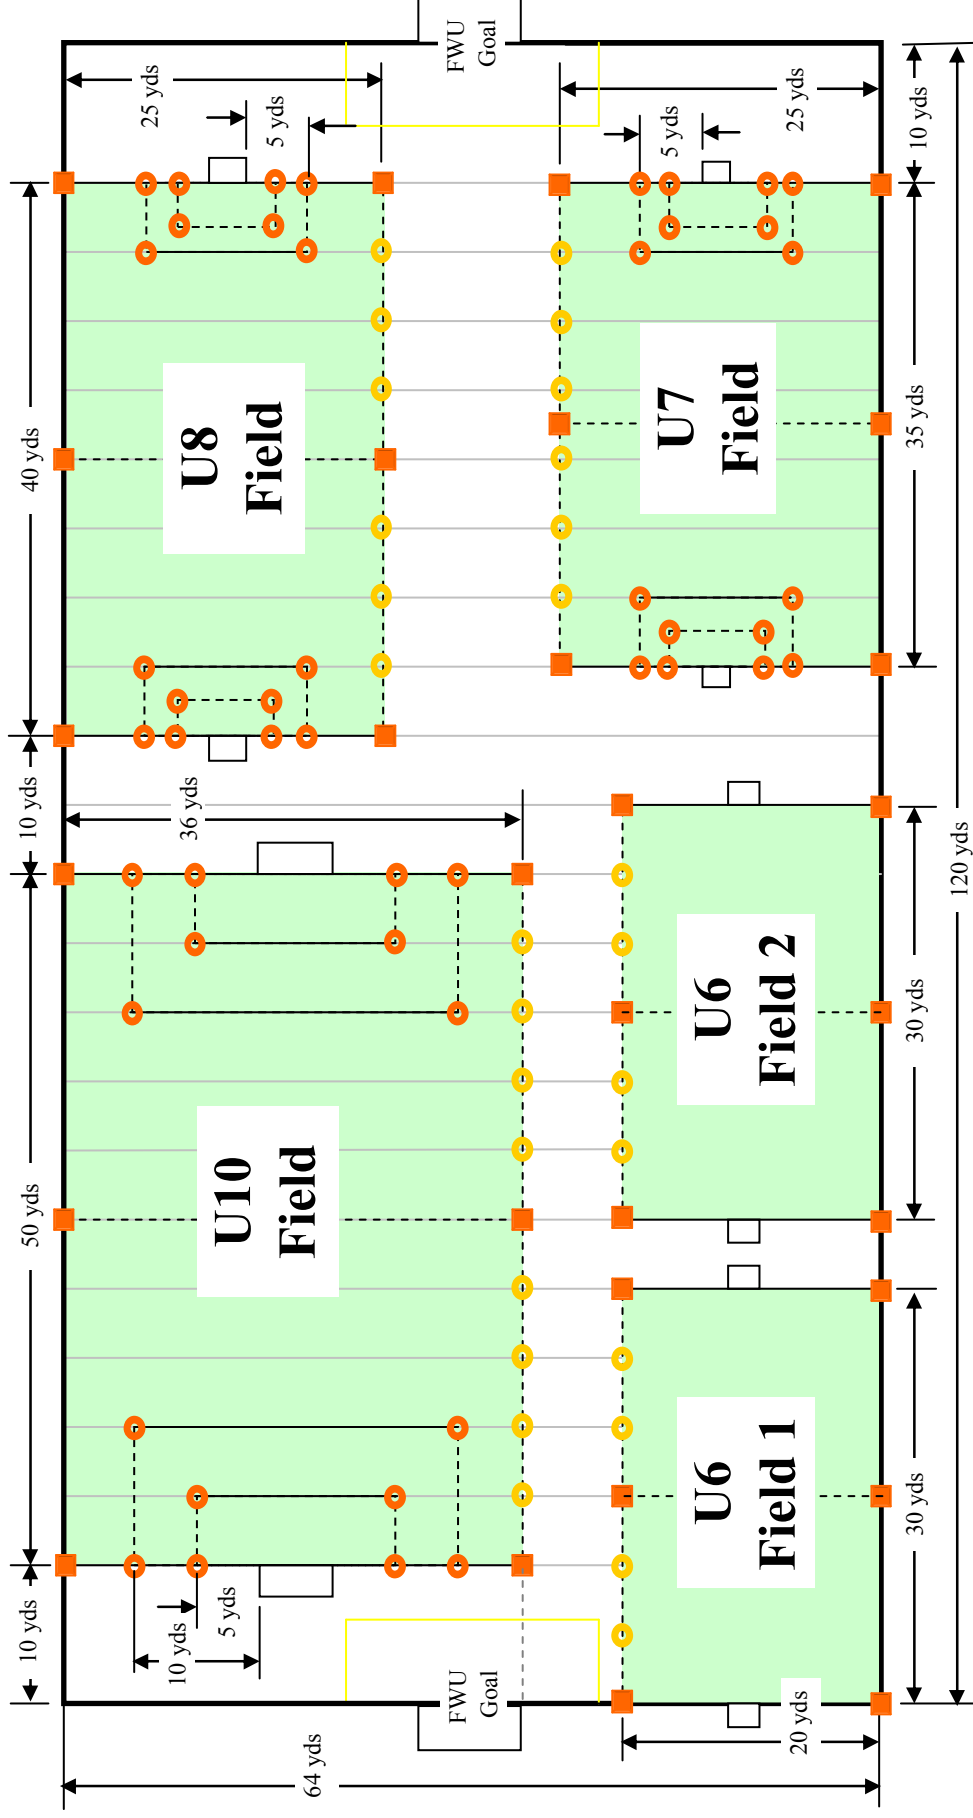 10 yds
50 yds
10 yds
40 yds
25 yds
10 yds
36 yds
5 yds
U8
Field
U10
Field
5 yds
64 yds
FWU
Goal
FWU
Goal
5 yds
U7
Field
U6
Field 1
U6
Field 2
20 yds
25 yds
30 yds
30 yds
35 yds
10 yds
120 yds